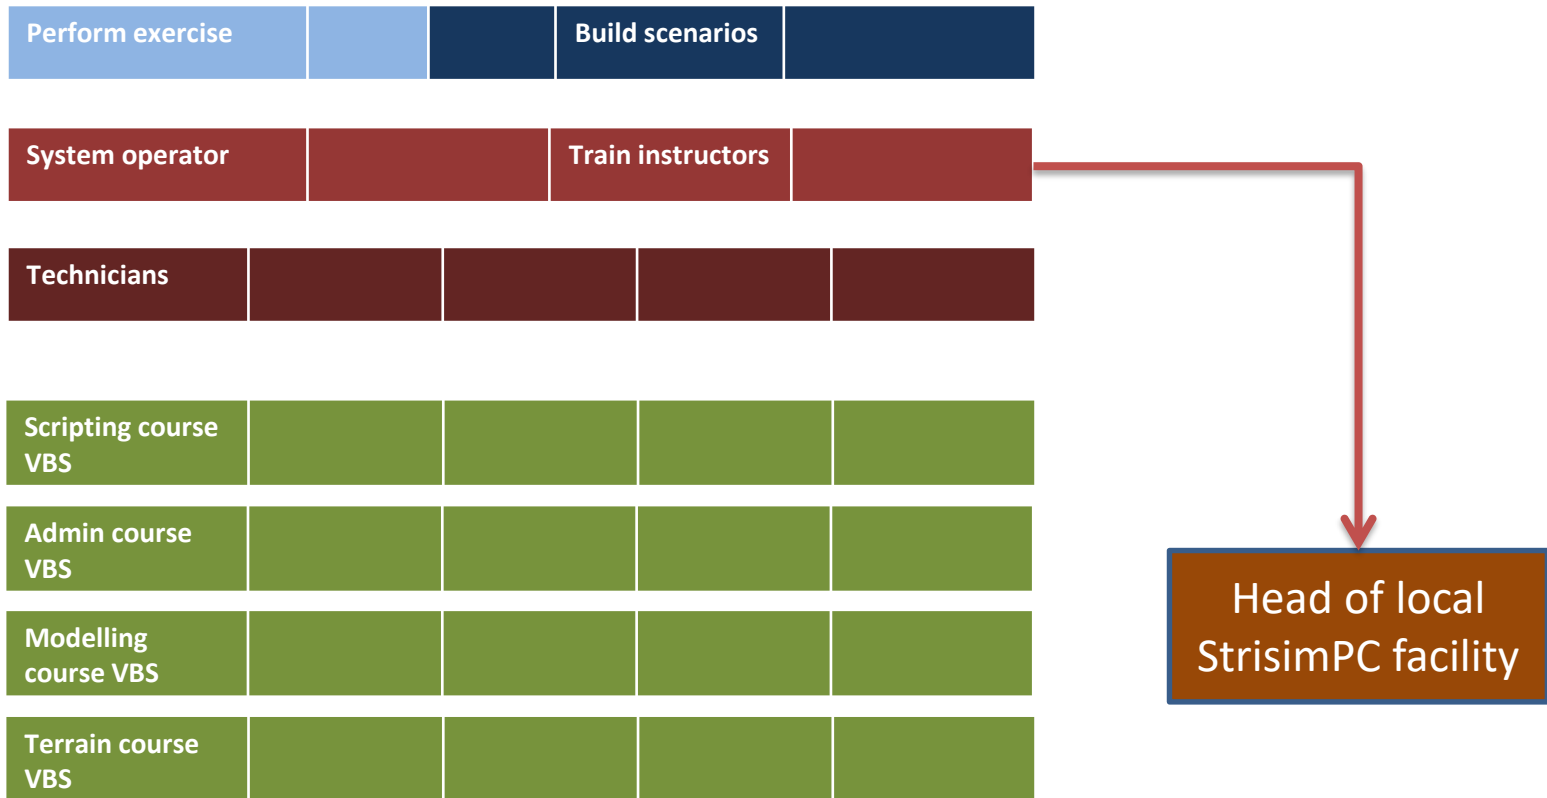 Perform exercise
Build scenarios
System operator
Train instructors
Technicians
Scripting course
VBS
Admin course
VBS
Modelling
course VBS
Terrain course
VBS
Head of local
StrisimPC facility